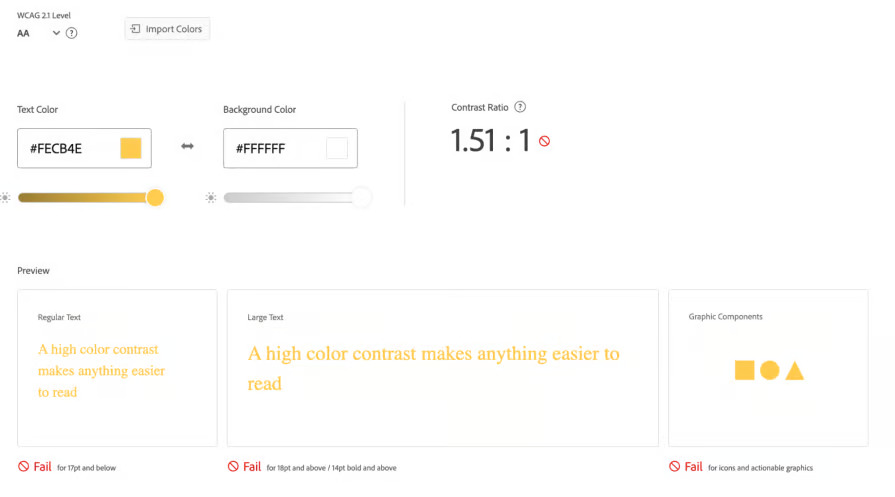 WCAG 2.1 Level
AA
Import Colors
Text Color
#FECB4E
Background Color
#FFFFFF
Contrast Ratio
1.51 : 1
Preview
Regular Text
A high color contrast
makes anything easier
to read
Large Text
A high color contrast makes anything easier to
read
Graphic Components
Fail for 17pt and below
Fail for 18pt and above / 14pt bold and above
Fail for icons and actionable graphics